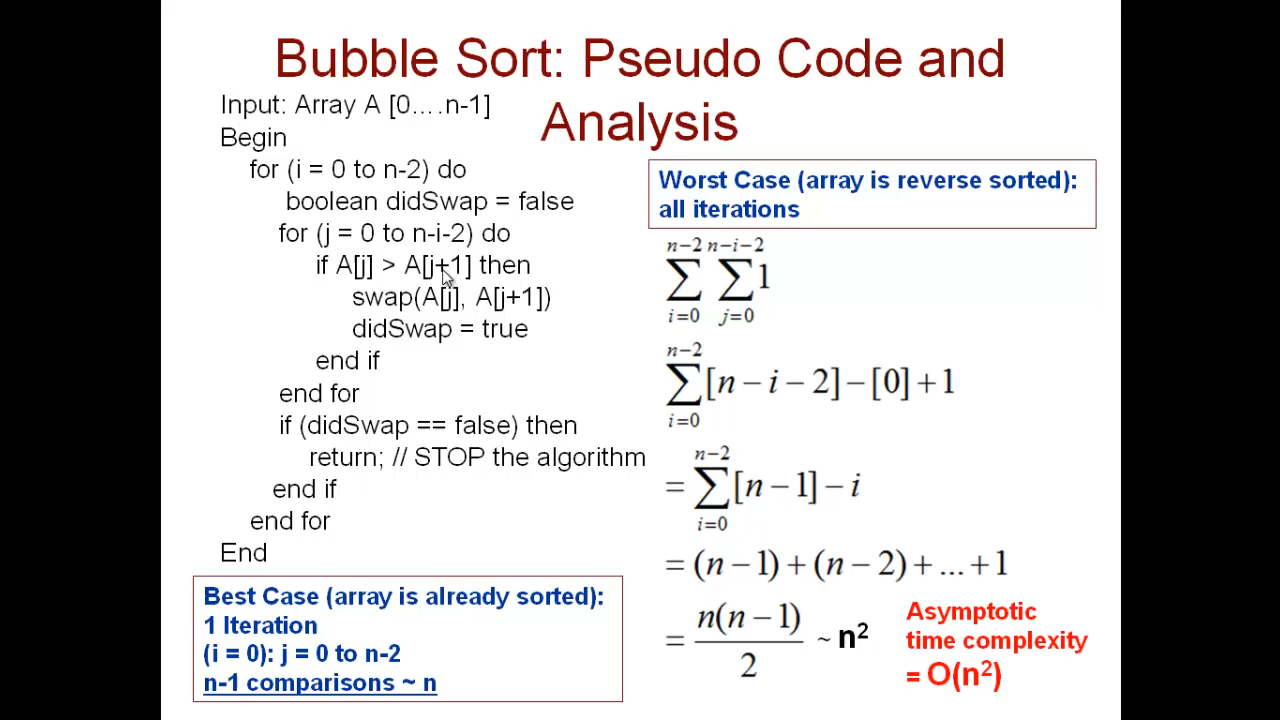 Bubble Sort: Pseudo Code and
Analysis
Input: Array A [0….n-1]
Begin
for (i = 0 to n-2) do
boolean didSwap = false
for (j = 0 to n-i-2) do
if A[j] > A[j+1] then
swap(A[j], A[j+1])
didSwap = true
end if
end for
if (didSwap == false) then
return; // STOP the algorithm
end if
end for
End
Best Case (array is already sorted):
1 Iteration
(i = 0): j = 0 to n-2
n-1 comparisons ~ n
Worst Case (array is reverse sorted):
all iterations
n−2 n−i−2
∑ ∑ 1
i=0 j=0
n−2
∑ [n − i − 2] − [0] + 1
i=0
n−2
= ∑ [n − 1] − i
i=0
= (n − 1) + (n − 2) + ... + 1
= n(n − 1) / 2 ~ n²
Asymptotic
time complexity
= O(n²)